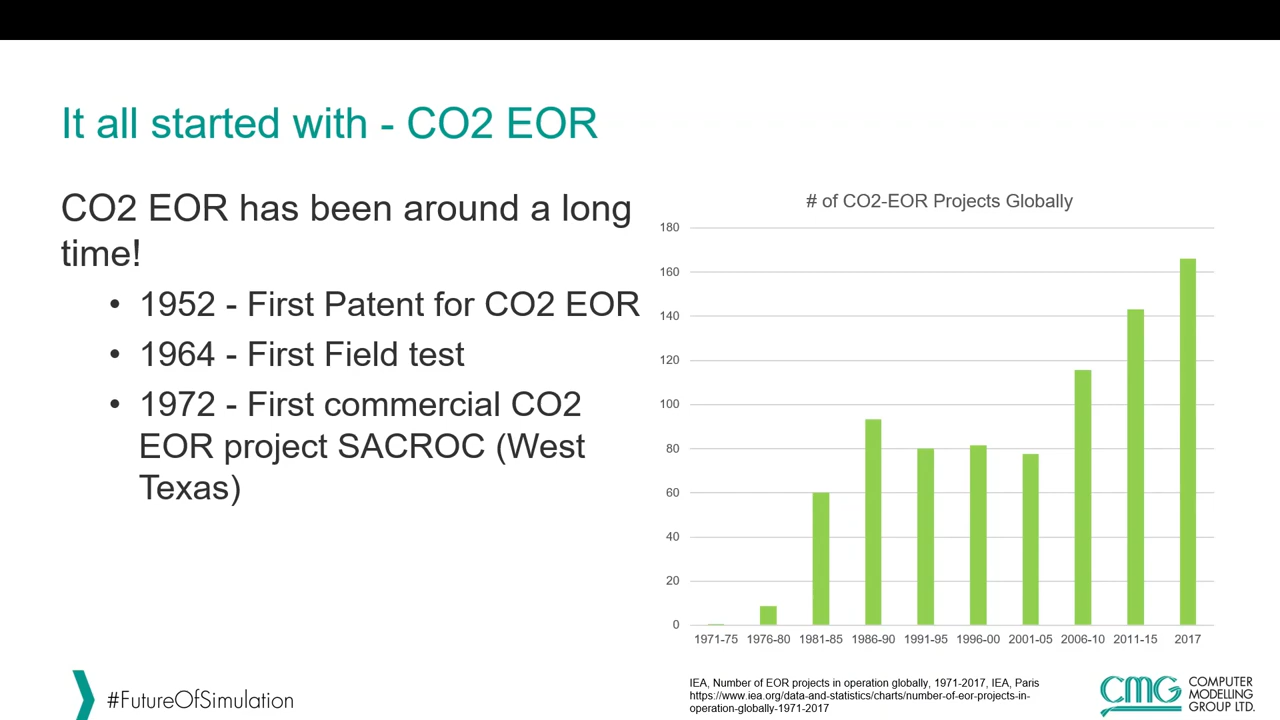 It all started with - CO2 EOR
CO2 EOR has been around a long
time!
• 1952 - First Patent for CO2 EOR
• 1964 - First Field test
• 1972 - First commercial CO2
EOR project SACROC (West
Texas)
# of CO2-EOR Projects Globally
180
160
140
120
100
80
60
40
20
0
1971-75 1976-80 1981-85 1986-90 1991-95 1996-00 2001-05 2006-10 2011-15 2017
IEA, Number of EOR projects in operation globally, 1971-2017, IEA, Paris
https://www.iea.org/data-and-statistics/charts/number-of-eor-projects-in-
operation-globally-1971-2017
#FutureOfSimulation
CMG
COMPUTER
MODELLING
GROUP LTD.